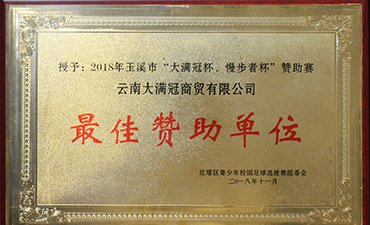 授予：2018年玉溪市“大满冠杯、慢步者杯”赞助赛
云南大满冠商贸有限公司
最佳赞助单位
红塔区青少年校园足球选拔赛组委会
二〇一八年十一月